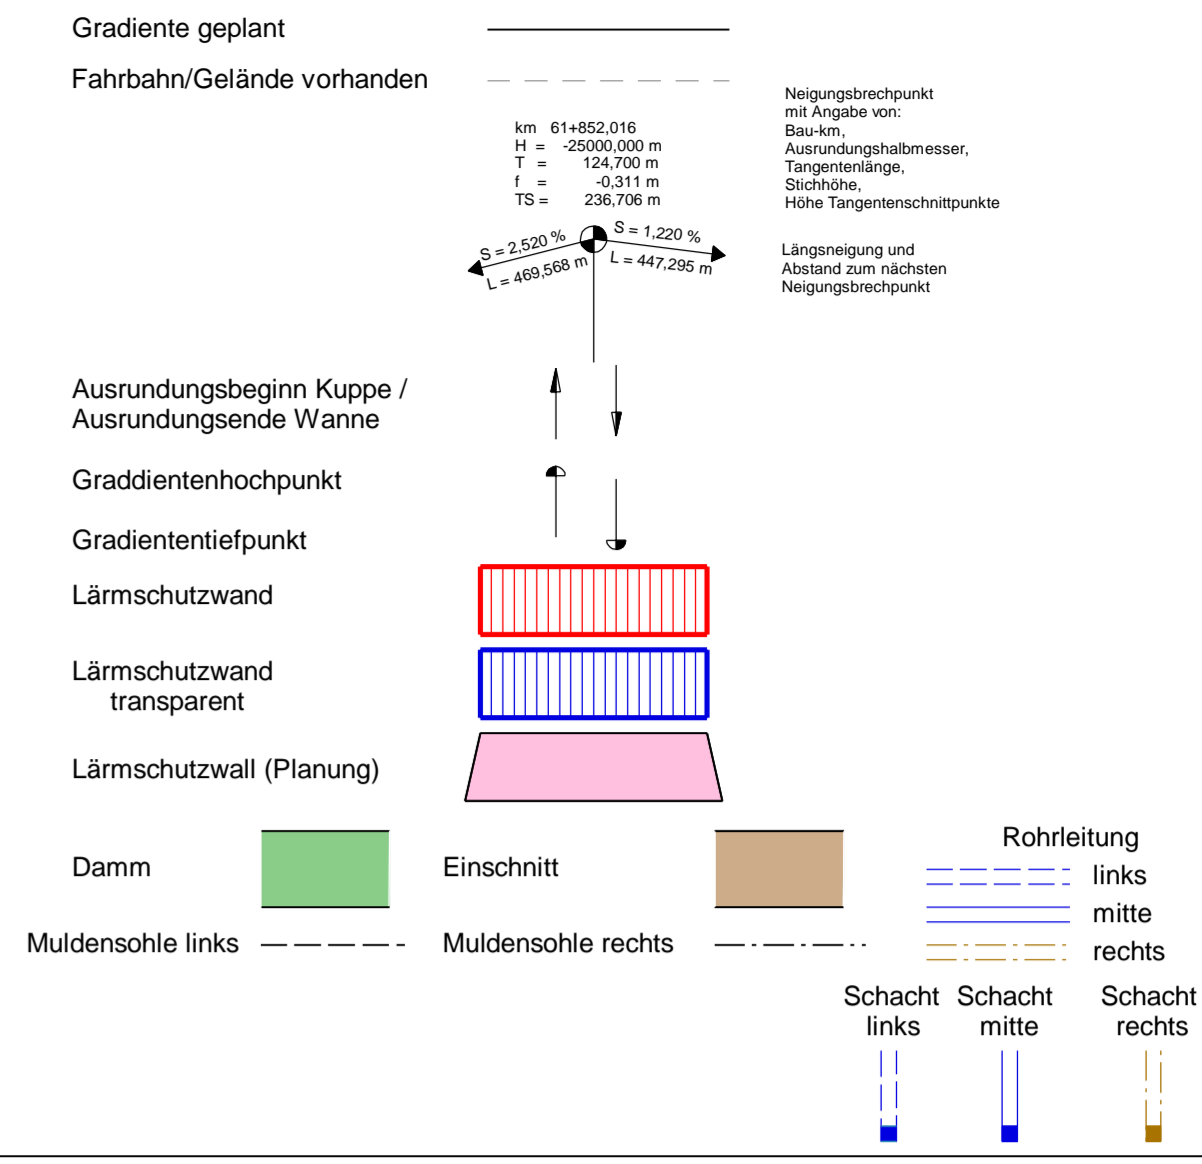 Gradiente geplant
Fahrbahn/Gelände vorhanden
Neigungsbrechpunkt
mit Angabe von:
Bau-km,
Ausrundungshalbmesser,
Tangentenlänge,
Stichhöhe,
Höhe Tangentenschnittpunkte
km 61+852,016
H = -25000,000 m
T = 124,700 m
f = -0,311 m
TS = 236,706 m
S = 2,520 %
L = 469,568 m
S = 1,220 %
L = 447,295 m
Längsneigung und
Abstand zum nächsten
Neigungsbrechpunkt
Ausrundungsbeginn Kuppe /
Ausrundungsende Wanne
Graddientenhochpunkt
Gradiententiefpunkt
Lärmschutzwand
Lärmschutzwand
transparent
Lärmschutzwall (Planung)
Damm
Einschnitt
Muldensohle links
Muldensohle rechts
Rohrleitung
links
mitte
rechts
Schacht
links
Schacht
mitte
Schacht
rechts